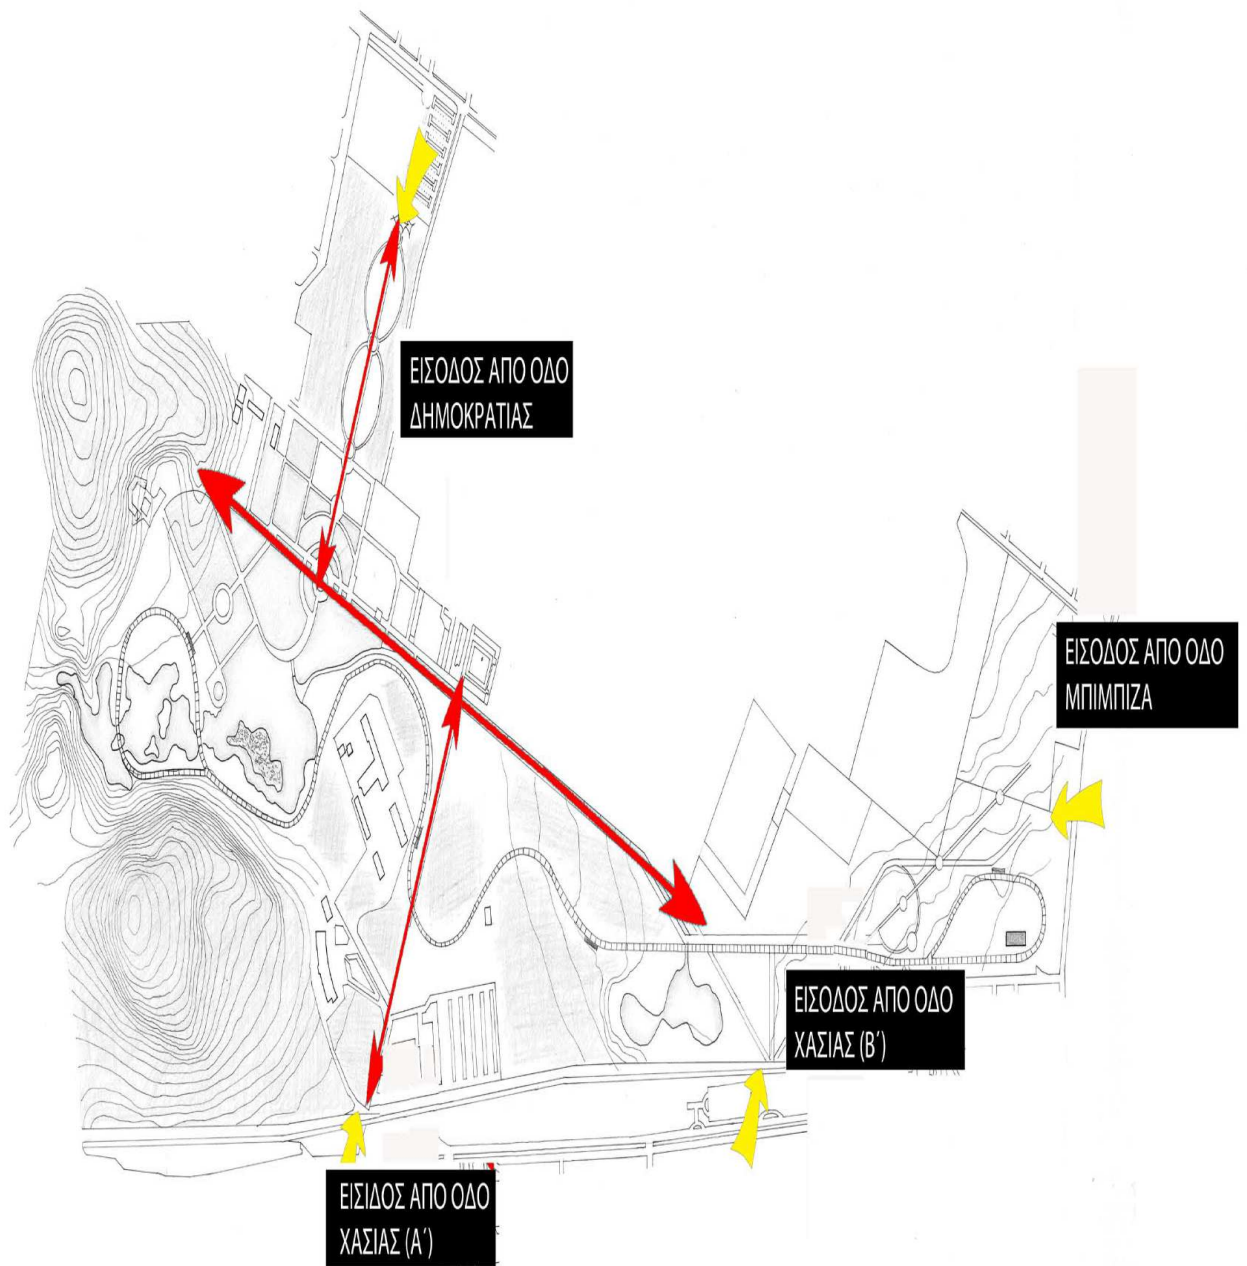 ΕΙΣΟΔΟΣ ΑΠΟ ΟΔΟ
ΔΗΜΟΚΡΑΤΙΑΣ
ΕΙΣΟΔΟΣ ΑΠΟ ΟΔΟ
ΜΠΙΜΠΙΖΑ
ΕΙΣΟΔΟΣ ΑΠΟ ΟΔΟ
ΧΑΣΙΑΣ (Β΄)
ΕΙΣΙΔΟΣ ΑΠΟ ΟΔΟ
ΧΑΣΙΑΣ (Α΄)